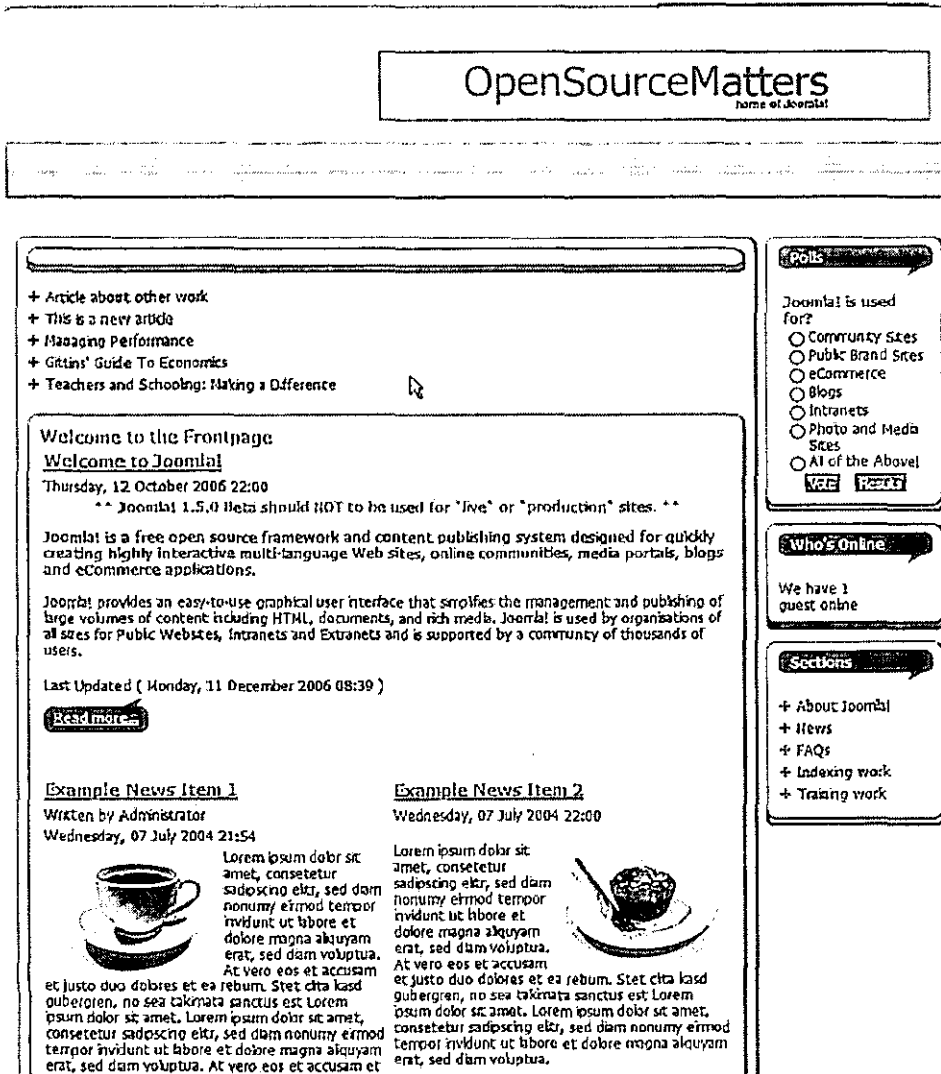 OpenSourceMatters
home of Joomla!
+ Article about other work
+ This is a new article
+ Managing Performance
+ Gittins' Guide To Economics
+ Teachers and Schooling: Making a Difference
Welcome to the Frontpage
Welcome to Joomla!
Thursday, 12 October 2006 22:00
** Joomla! 1.5.0 Beta should NOT to be used for `live' or `production' sites. **
Joomla! is a free open source framework and content publishing system designed for quickly
creating highly interactive multi-language Web sites, online communities, media portals, blogs
and eCommerce applications.
Joomla! provides an easy-to-use graphical user interface that simplifies the management and publishing of
large volumes of content including HTML, documents, and rich media. Joomla! is used by organisations of
all sizes for Public Websites, Intranets and Extranets and is supported by a community of thousands of
users.
Last Updated ( Monday, 11 December 2006 08:39 )
Read more...
Example News Item 1
Written by Administrator
Wednesday, 07 July 2004 21:54
Lorem ipsum dolor sit
amet, consetetur
sadipscing elitr, sed diam
nonumy eirmod tempor
invidunt ut labore et
dolore magna aliquyam
erat, sed diam voluptua.
At vero eos et accusam
et justo duo dolores et ea rebum. Stet clita kasd
gubergren, no sea takimata sanctus est Lorem
ipsum dolor sit amet. Lorem ipsum dolor sit amet,
consetetur sadipscing elitr, sed diam nonumy eirmod
tempor invidunt ut labore et dolore magna aliquyam
erat, sed diam voluptua. At vero eos et accusam et
Example News Item 2
Wednesday, 07 July 2004 22:00
Lorem ipsum dolor sit
amet, consetetur
sadipscing elitr, sed diam
nonumy eirmod tempor
invidunt ut labore et
dolore magna aliquyam
erat, sed diam voluptua.
At vero eos et accusam
et justo duo dolores et ea rebum. Stet clita kasd
gubergren, no sea takimata sanctus est Lorem
ipsum dolor sit amet. Lorem ipsum dolor sit amet,
consetetur sadipscing elitr, sed diam nonumy eirmod
tempor invidunt ut labore et dolore magna aliquyam
erat, sed diam voluptua.
Polls
Joomla! is used
for?
Community Sites
Public Brand Sites
eCommerce
Blogs
Intranets
Photo and Media
Sites
All of the Above!
Vote Results
Who's Online
We have 1
guest online
Sections
+ About Joomla!
+ News
+ FAQs
+ Indexing work
+ Training work